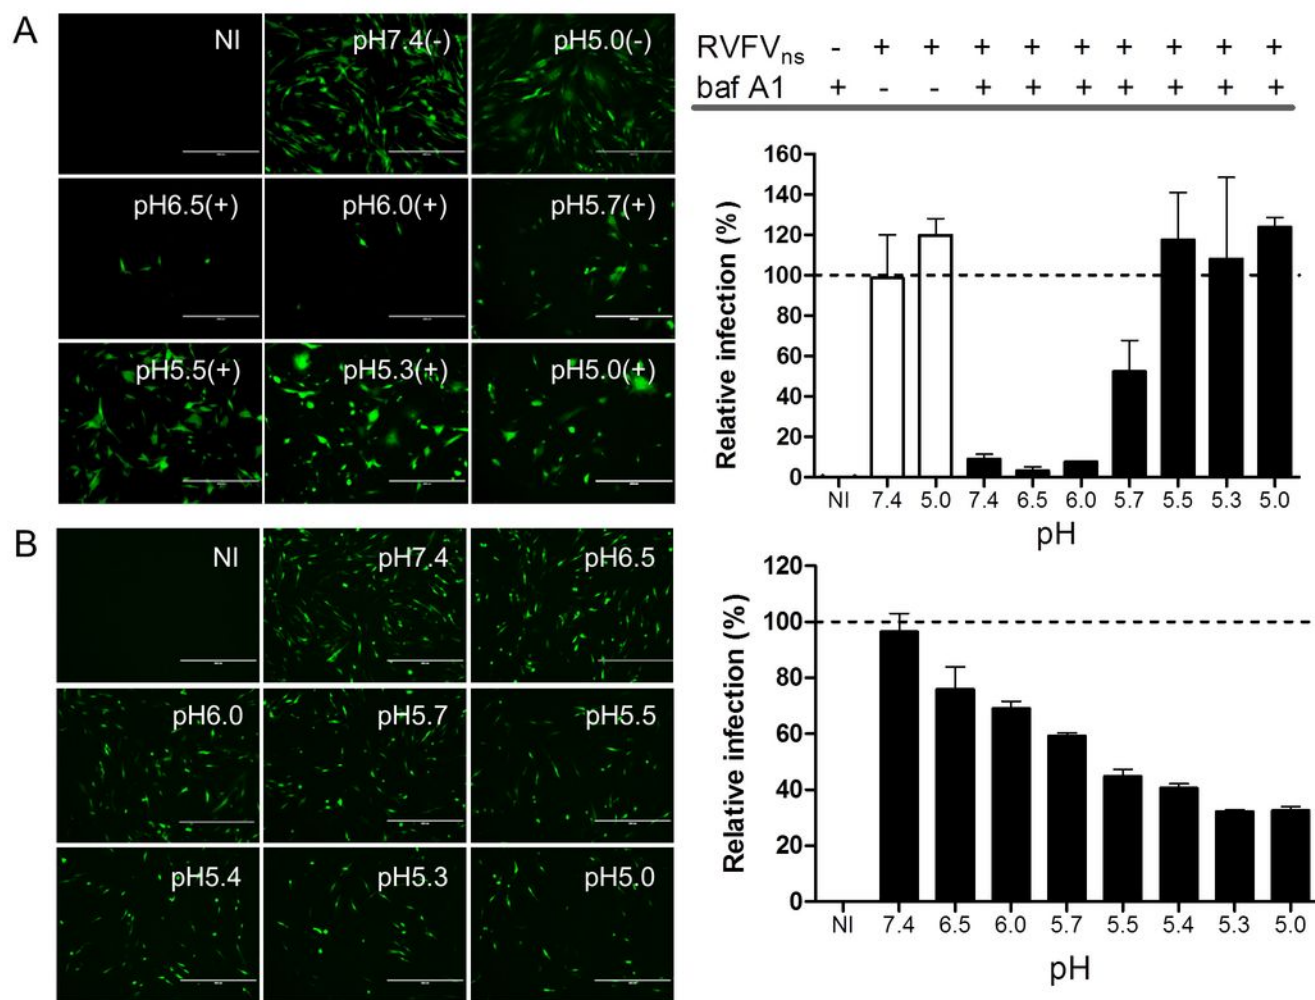 A
NI
pH7.4(-)
pH5.0(-)
pH6.5(+)
pH6.0(+)
pH5.7(+)
pH5.5(+)
pH5.3(+)
pH5.0(+)
RVFVns - + + + + + + + + +
baf A1 + - - + + + + + + +
Relative infection (%)
160
140
120
100
80
60
40
20
0
NI 7.4 5.0 7.4 6.5 6.0 5.7 5.5 5.3 5.0
pH
B
NI
pH7.4
pH6.5
pH6.0
pH5.7
pH5.5
pH5.4
pH5.3
pH5.0
Relative infection (%)
120
100
80
60
40
20
0
NI 7.4 6.5 6.0 5.7 5.5 5.4 5.3 5.0
pH